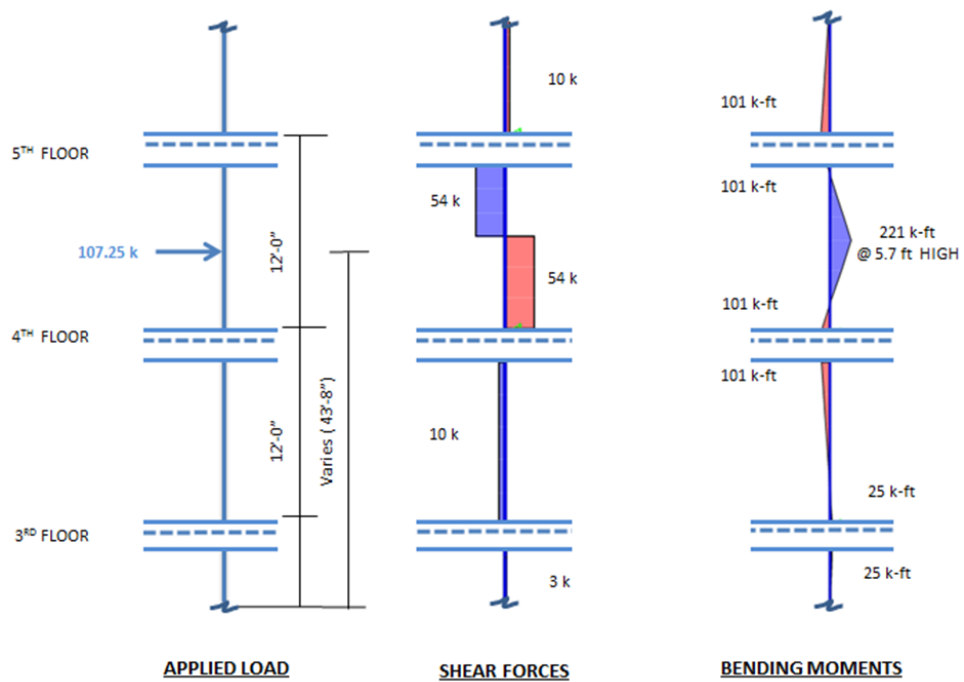 10 k
101 k-ft
5TH FLOOR
101 k-ft
54 k
107.25 k
12'-0"
221 k-ft
@ 5.7 ft HIGH
54 k
101 k-ft
4TH FLOOR
101 k-ft
Varies ( 43'-8")
12'-0"
10 k
25 k-ft
3RD FLOOR
3 k
25 k-ft
APPLIED LOAD
SHEAR FORCES
BENDING MOMENTS